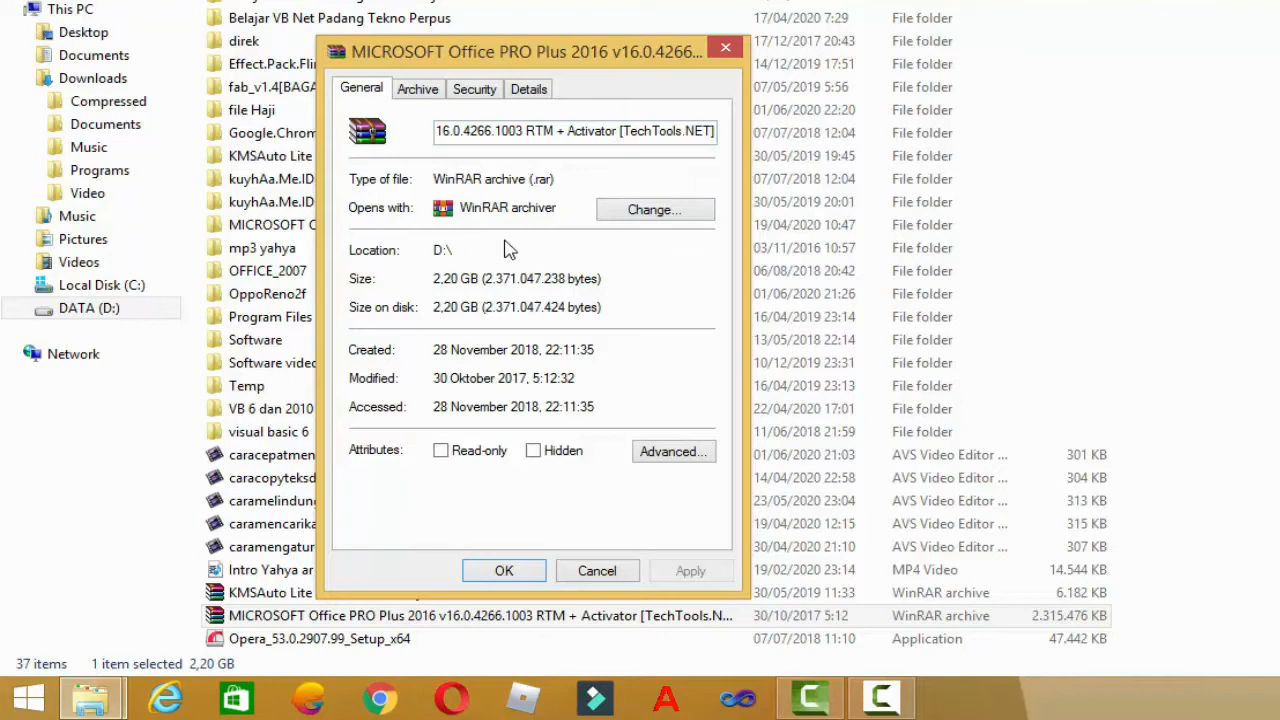 This PC
Desktop
Documents
Downloads
Compressed
Documents
Music
Programs
Video
Music
Pictures
Videos
Local Disk (C:)
DATA (D:)
Network
Belajar VB Net Padang Tekno Perpus 17/04/2020 7:29 File folder
direk 17/12/2017 20:43 File folder
Effect.Pack.Fli 14/12/2019 17:51 File folder
fab_v1.4[BAGA 07/05/2019 5:56 File folder
file Haji 01/06/2020 22:20 File folder
Google.Chrom 07/07/2018 12:04 File folder
KMSAuto Lite 30/05/2019 19:45 File folder
kuyhAa.Me.ID 07/07/2018 12:04 File folder
kuyhAa.Me.ID 30/05/2019 20:01 File folder
MICROSOFT C 19/04/2020 10:47 File folder
mp3 yahya 03/11/2016 10:57 File folder
OFFICE_2007 06/08/2018 20:42 File folder
OppoReno2f 01/06/2020 21:26 File folder
Program Files 16/04/2019 23:14 File folder
Software 13/05/2018 22:14 File folder
Software video 10/12/2019 23:31 File folder
Temp 16/04/2019 23:13 File folder
VB 6 dan 2010 22/04/2020 17:01 File folder
visual basic 6 11/06/2018 21:59 File folder
caracepatmen 01/06/2020 21:03 AVS Video Editor ... 301 KB
caracopyteksd 14/04/2020 22:58 AVS Video Editor ... 304 KB
caramelindung 23/05/2020 23:04 AVS Video Editor ... 313 KB
caramencarika 19/04/2020 12:15 AVS Video Editor ... 315 KB
caramengatur 30/04/2020 21:10 AVS Video Editor ... 307 KB
Intro Yahya ar 19/02/2020 23:14 MP4 Video 14.544 KB
KMSAuto Lite 30/05/2019 11:33 WinRAR archive 6.182 KB
MICROSOFT Office PRO Plus 2016 v16.0.4266.1003 RTM + Activator [TechTools.N... 30/10/2017 5:12 WinRAR archive 2.315.476 KB
Opera_53.0.2907.99_Setup_x64 07/07/2018 11:10 Application 47.442 KB
MICROSOFT Office PRO Plus 2016 v16.0.4266...
General Archive Security Details
16.0.4266.1003 RTM + Activator [TechTools.NET]
Type of file: WinRAR archive (.rar)
Opens with: WinRAR archiver Change...
Location: D:\
Size: 2,20 GB (2.371.047.238 bytes)
Size on disk: 2,20 GB (2.371.047.424 bytes)
Created: 28 November 2018, 22:11:35
Modified: 30 Oktober 2017, 5:12:32
Accessed: 28 November 2018, 22:11:35
Attributes: Read-only Hidden Advanced...
OK Cancel Apply
37 items 1 item selected 2,20 GB